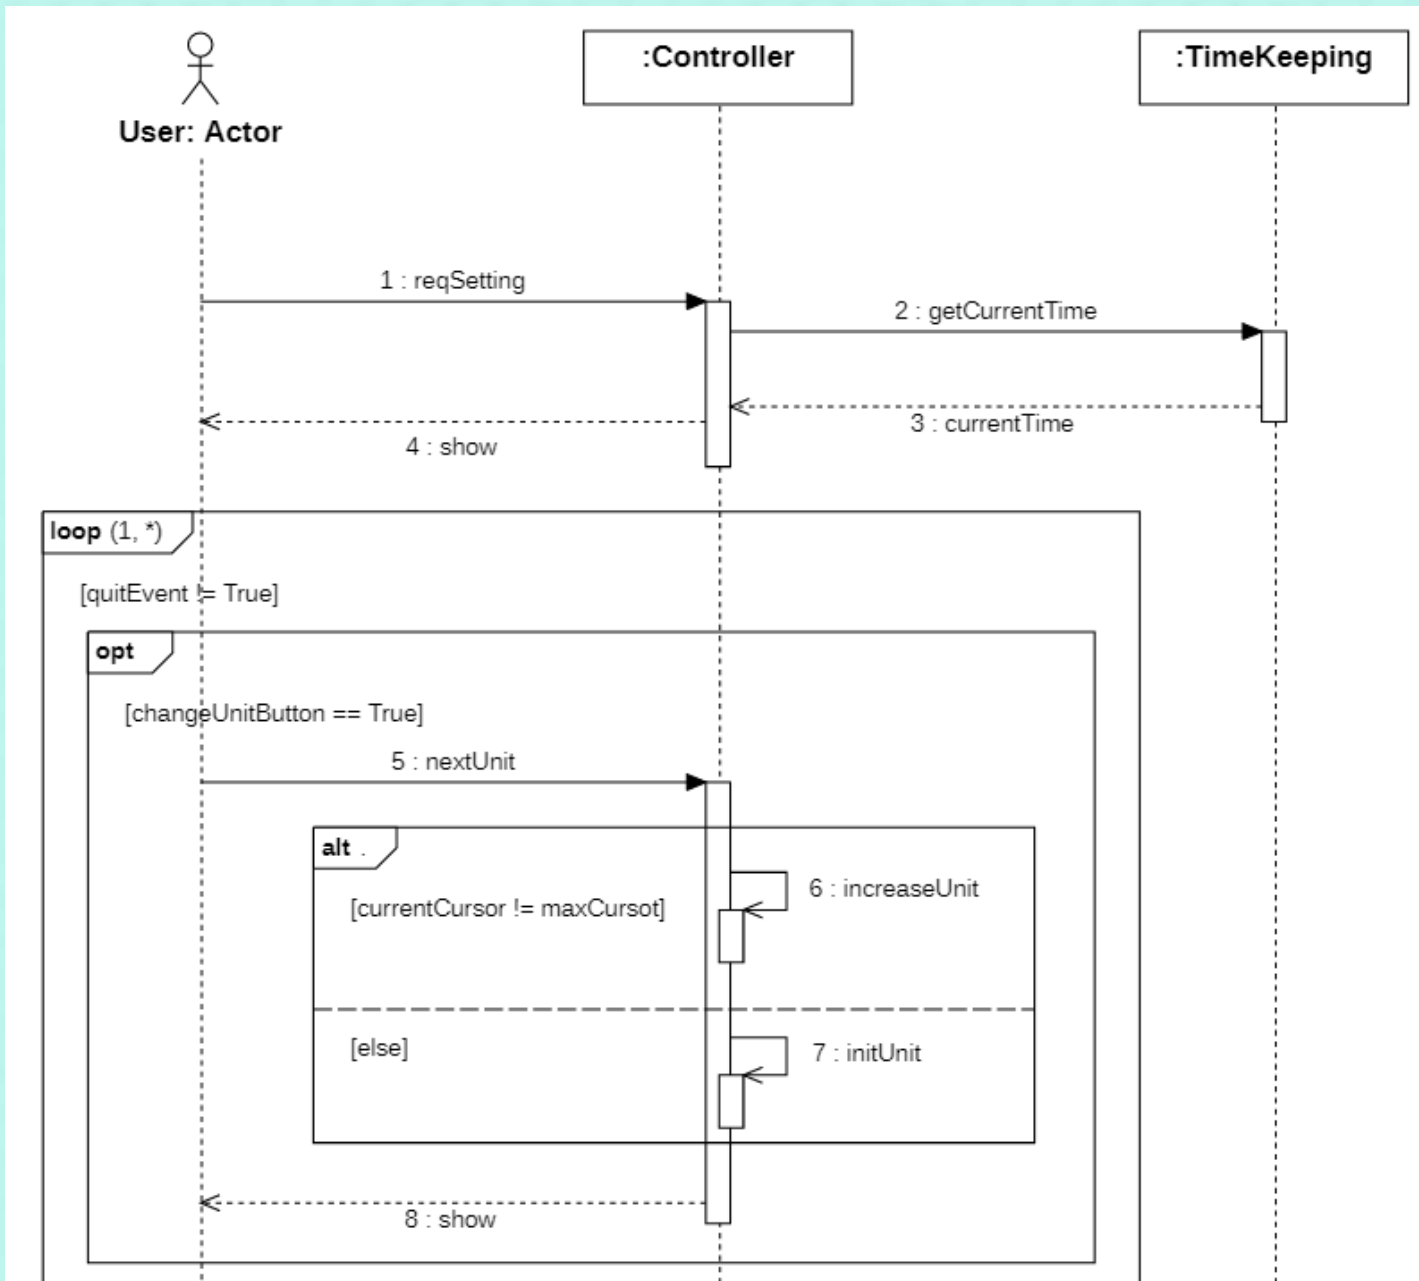 :Controller
:TimeKeeping
User: Actor
1 : reqSetting
2 : getCurrentTime
3 : currentTime
4 : show
loop (1, *)
[quitEvent != True]
opt
[changeUnitButton == True]
5 : nextUnit
alt .
6 : increaseUnit
[currentCursor != maxCursot]
[else]
7 : initUnit
8 : show